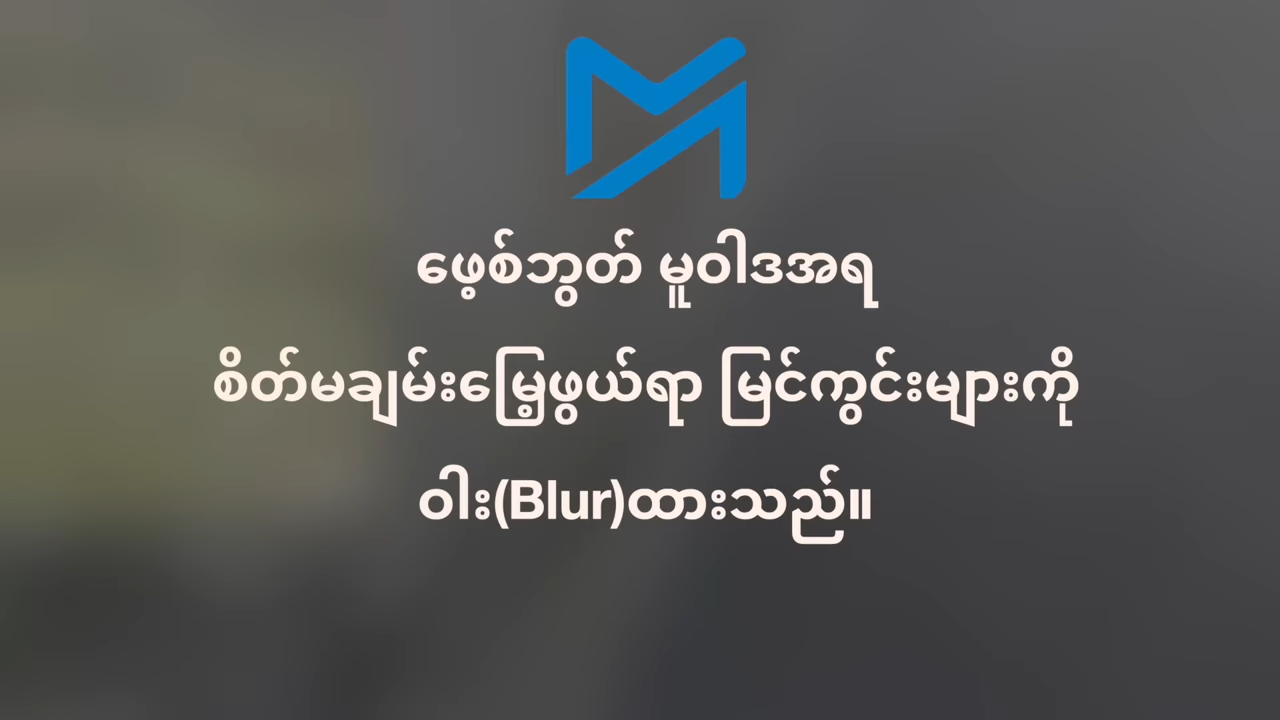 ဖေ့စ်ဘွတ် မူဝါဒအရ
စိတ်မချမ်းမြေ့ဖွယ်ရာ မြင်ကွင်းများကို
ဝါး(Blur)ထားသည်။